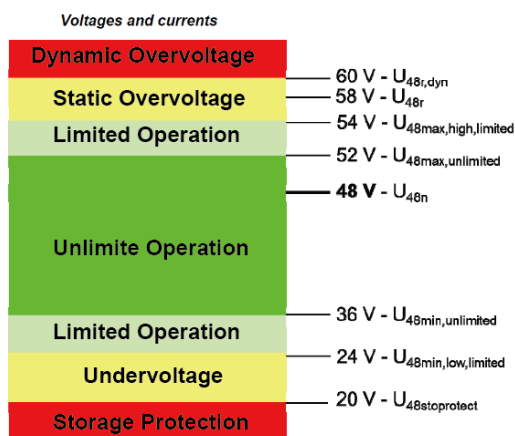 Voltages and currents
Dynamic Overvoltage
60 V - U48r,dyn
Static Overvoltage
58 V - U48r
54 V - U48max,high,limited
Limited Operation
52 V - U48max,unlimited
48 V - U48n
Unlimite Operation
36 V - U48min,unlimited
Limited Operation
24 V - U48min,low,limited
Undervoltage
20 V - U48stoprotect
Storage Protection